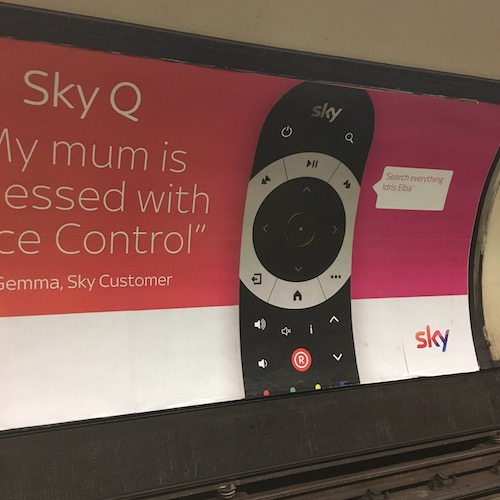 Sky Q
My mum is
essed with
ce Control”
Gemma, Sky Customer
sky
‘Search everything
Idris Elba’
i
R
sky